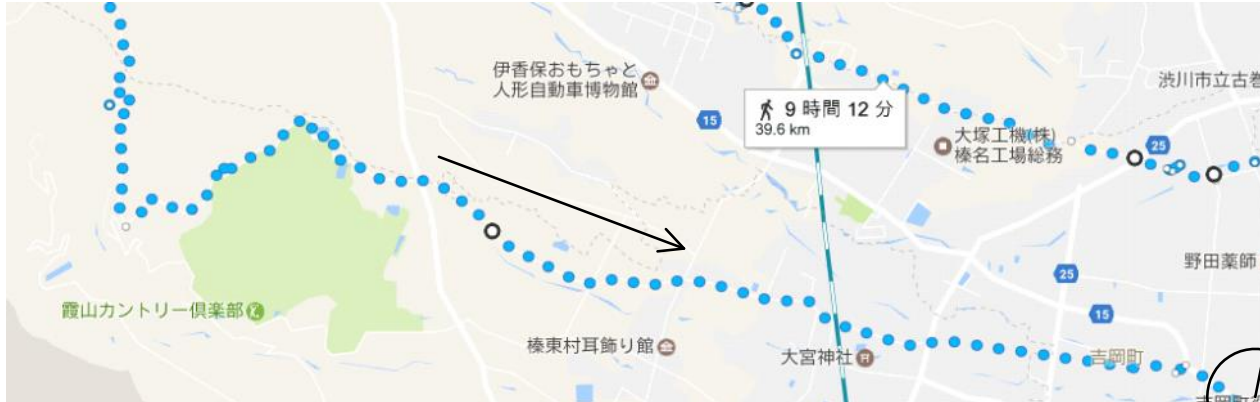 伊香保おもちゃと
人形自動車博物館
渋川市立古巻
15
9 時間 12 分
39.6 km
大塚工機(株)
榛名工場総務
25
野田薬師
25
霞山カントリー倶楽部
15
榛東村耳飾り館
大宮神社
吉岡町